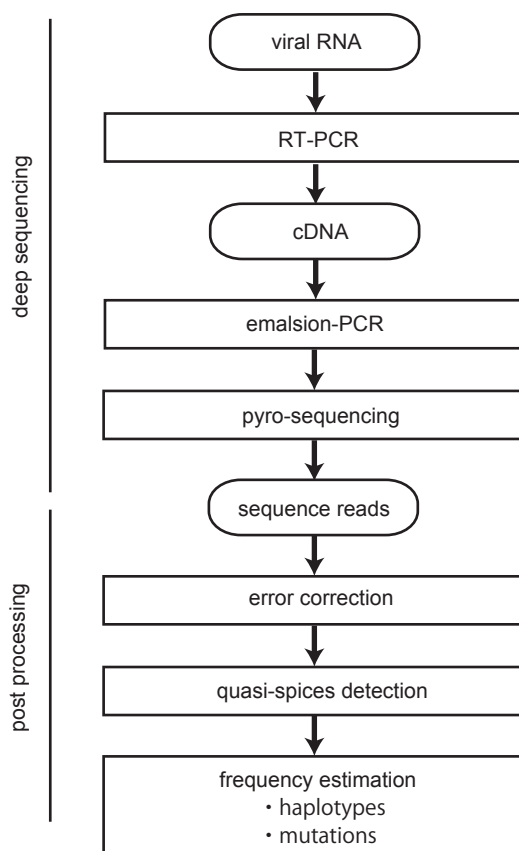 viral RNA
RT-PCR
cDNA
emalsion-PCR
pyro-sequencing
sequence reads
error correction
quasi-spices detection
frequency estimation
・haplotypes
・mutations
deep sequencing
post processing